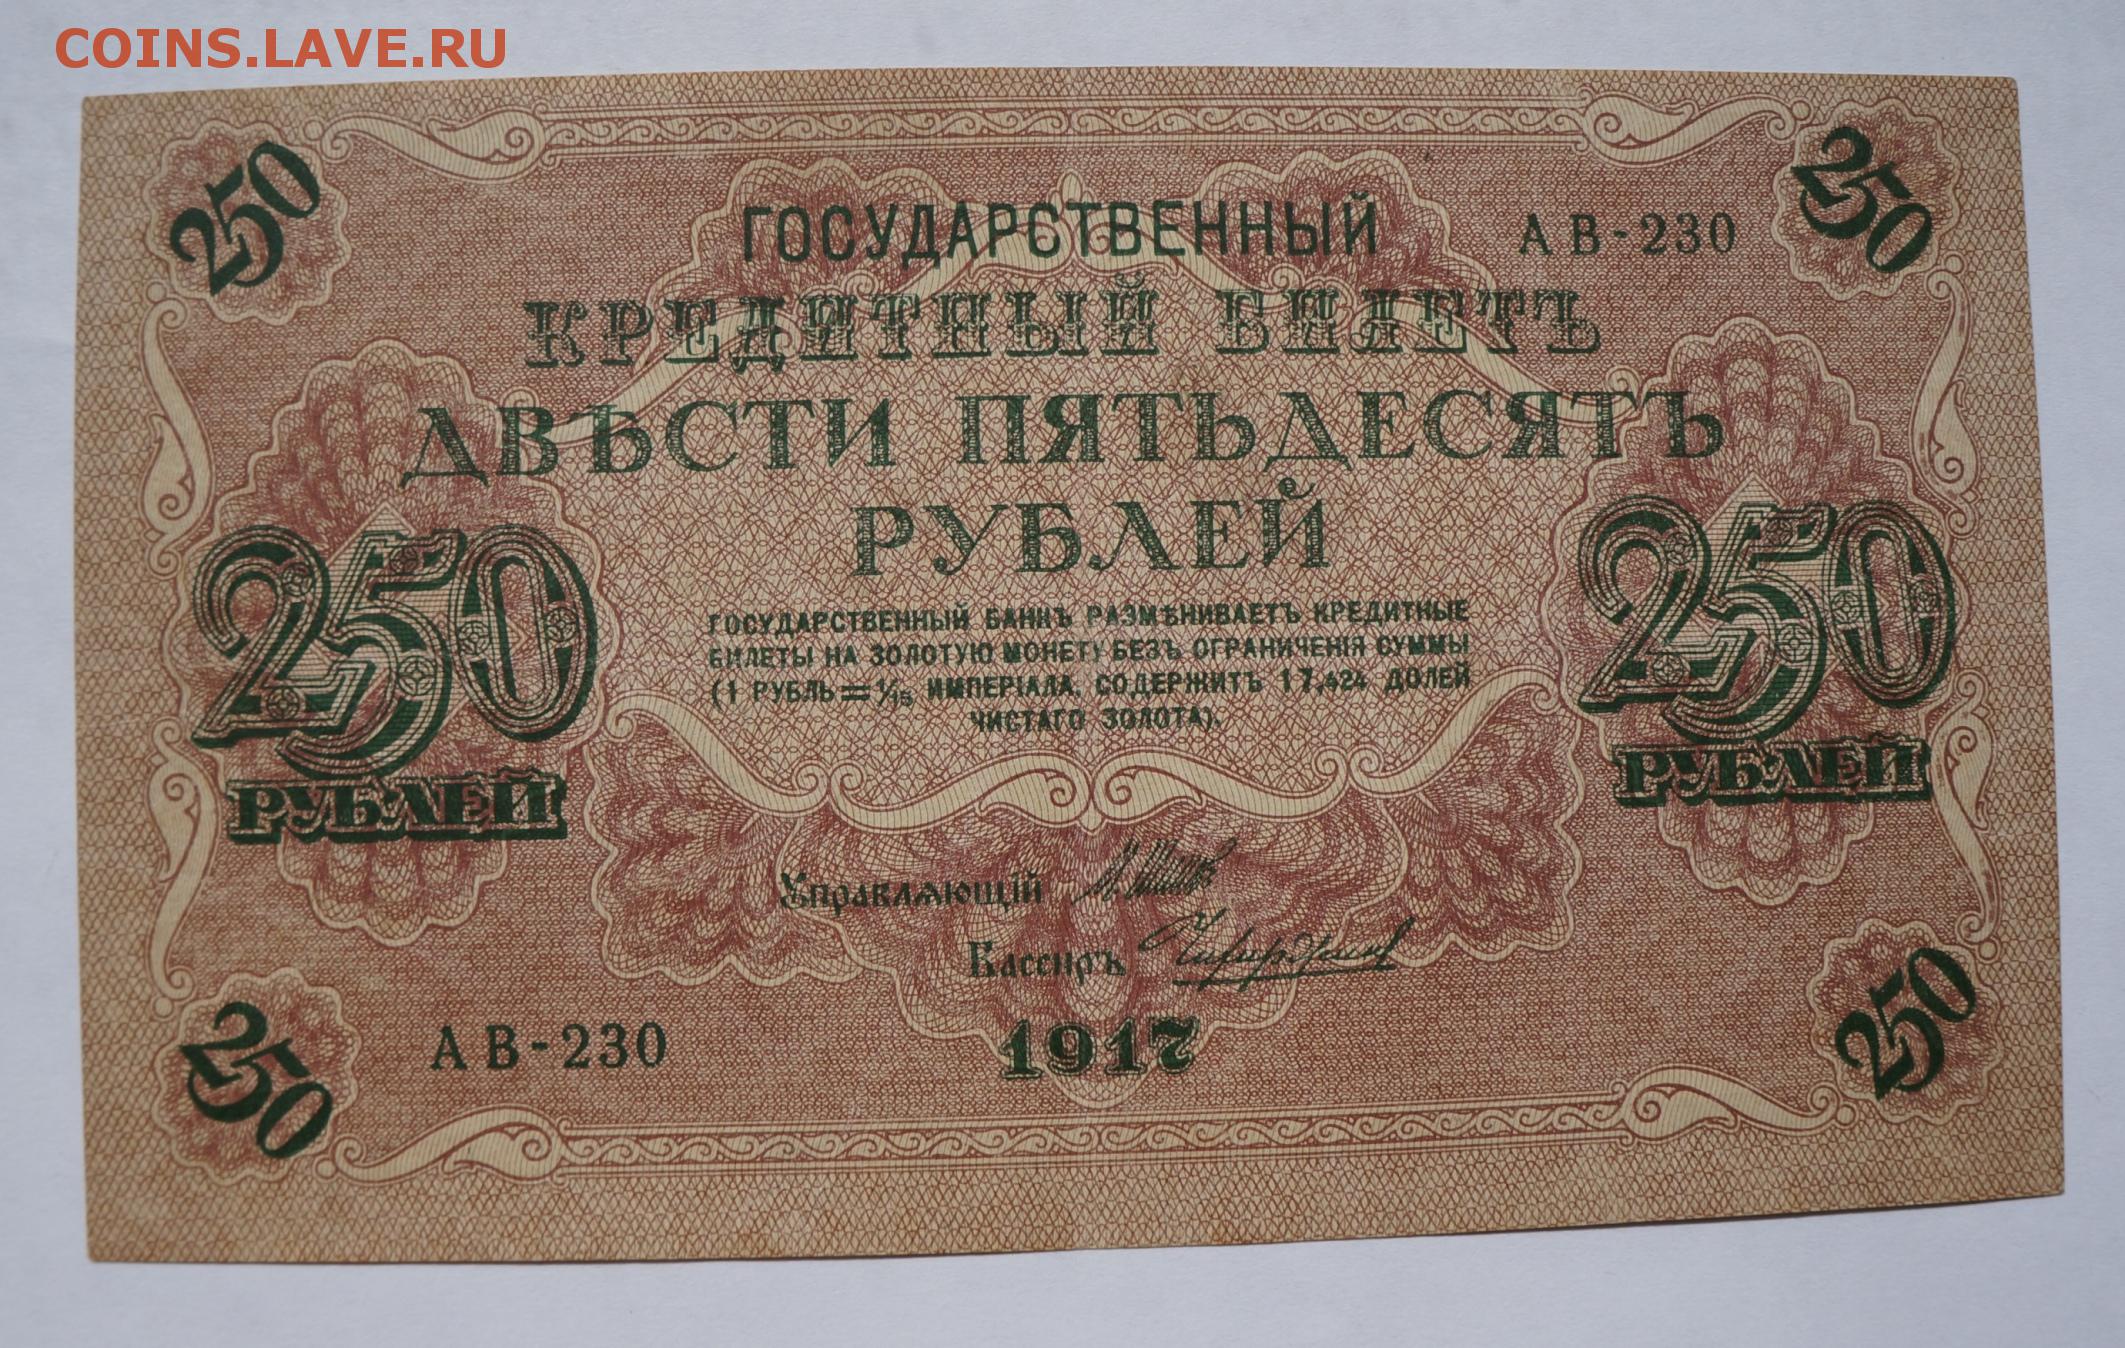 COINS.LAVE.RU
250
250
ГОСУДАРСТВЕННЫЙ АВ-230
КРЕДИТНЫЙ БИЛЕТЪ
ДВѢСТИ ПЯТЬДЕСЯТЪ
РУБЛЕЙ
250
РУБЛЕЙ
ГОСУДАРСТВЕННЫЙ БАНКЪ РАЗМѢНИВАЕТЪ КРЕДИТНЫЕ
БИЛЕТЫ НА ЗОЛОТУЮ МОНЕТУ БЕЗЪ ОГРАНИЧЕНІЯ СУММЫ
(1 РУБЛЬ = 1/15 ИМПЕРІАЛА, СОДЕРЖИТЪ 17,424 ДОЛЕЙ
ЧИСТАГО ЗОЛОТА).
250
РУБЛЕЙ
Управляющій И. Шипов
Кассиръ
АВ-230
1917
250
250